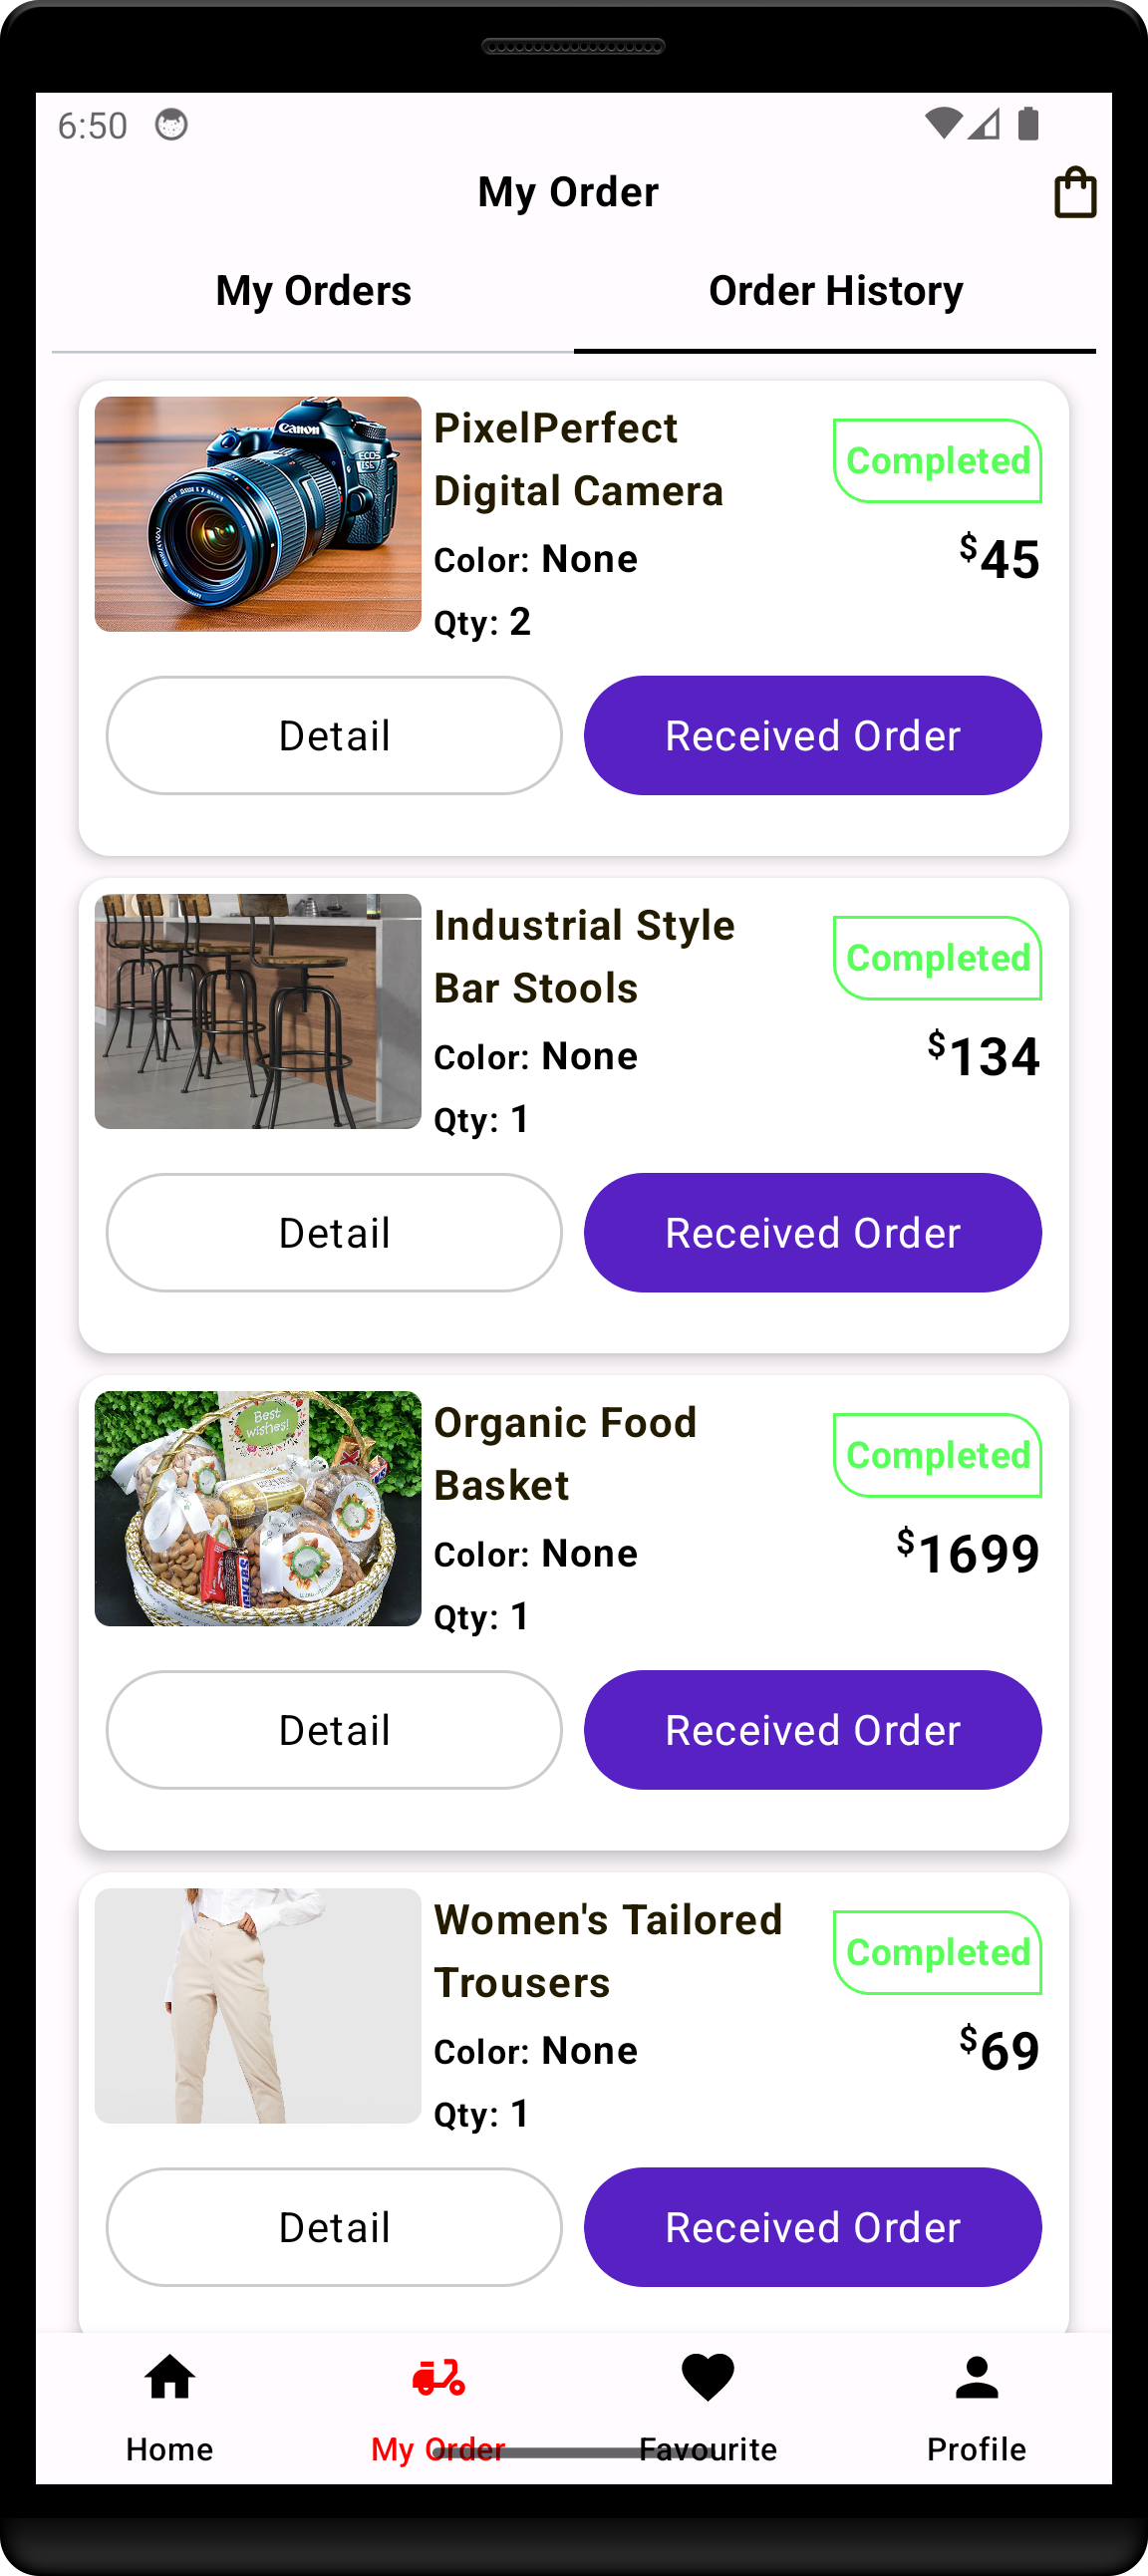 6:50
My Order
My Orders
Order History
Canon
EOS
PixelPerfect
Digital Camera
Completed
Color: None
$45
Qty: 2
Detail
Received Order
Industrial Style
Bar Stools
Completed
Color: None
$134
Qty: 1
Detail
Received Order
Best
wishes!
SNICKERS
Organic Food
Basket
Completed
Color: None
$1699
Qty: 1
Detail
Received Order
Women's Tailored
Trousers
Completed
Color: None
$69
Qty: 1
Detail
Received Order
Home
My Order
Favourite
Profile